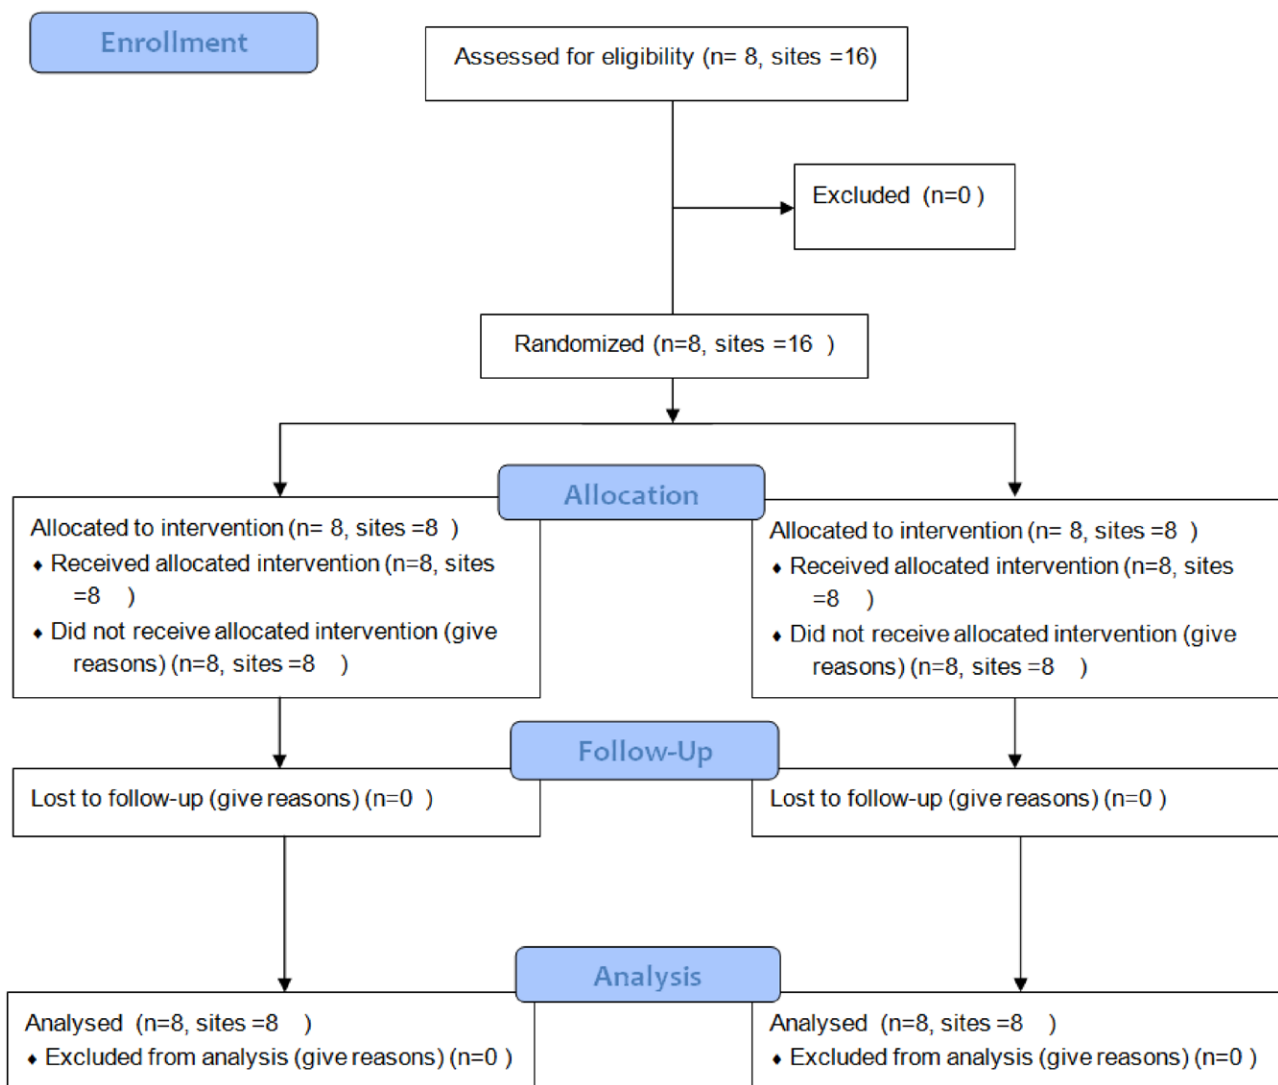 Enrollment
Assessed for eligibility (n= 8, sites =16)
Excluded (n=0 )
Randomized (n=8, sites =16 )
Allocation
Allocated to intervention (n= 8, sites =8 )
♦ Received allocated intervention (n=8, sites
=8 )
♦ Did not receive allocated intervention (give
reasons) (n=8, sites =8 )
Allocated to intervention (n= 8, sites =8 )
♦ Received allocated intervention (n=8, sites
=8 )
♦ Did not receive allocated intervention (give
reasons) (n=8, sites =8 )
Follow-Up
Lost to follow-up (give reasons) (n=0 )
Lost to follow-up (give reasons) (n=0 )
Analysis
Analysed (n=8, sites =8 )
♦ Excluded from analysis (give reasons) (n=0 )
Analysed (n=8, sites =8 )
♦ Excluded from analysis (give reasons) (n=0 )